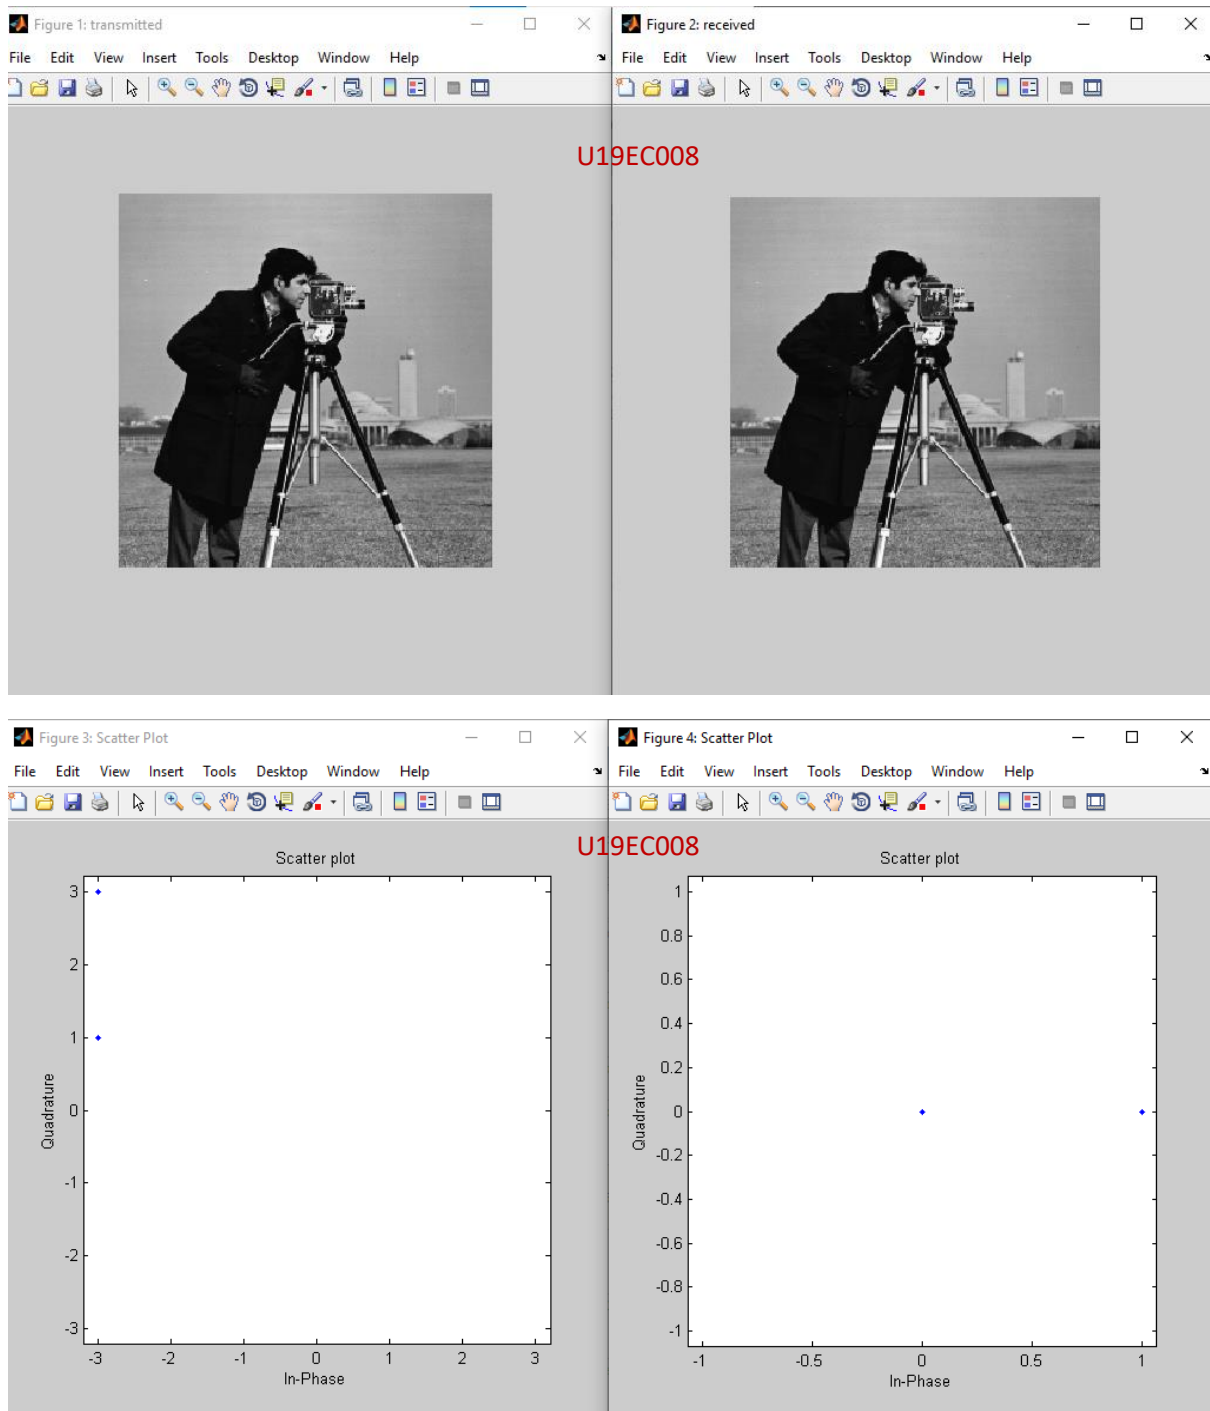 Figure 1: transmitted
File Edit View Insert Tools Desktop Window Help
Figure 2: received
File Edit View Insert Tools Desktop Window Help
U19EC008
Figure 3: Scatter Plot
File Edit View Insert Tools Desktop Window Help
Figure 4: Scatter Plot
File Edit View Insert Tools Desktop Window Help
U19EC008
Scatter plot
3
2
1
0
-1
-2
-3
Quadrature
-3 -2 -1 0 1 2 3
In-Phase
Scatter plot
1
0.8
0.6
0.4
0.2
0
-0.2
-0.4
-0.6
-0.8
-1
Quadrature
-1 -0.5 0 0.5 1
In-Phase